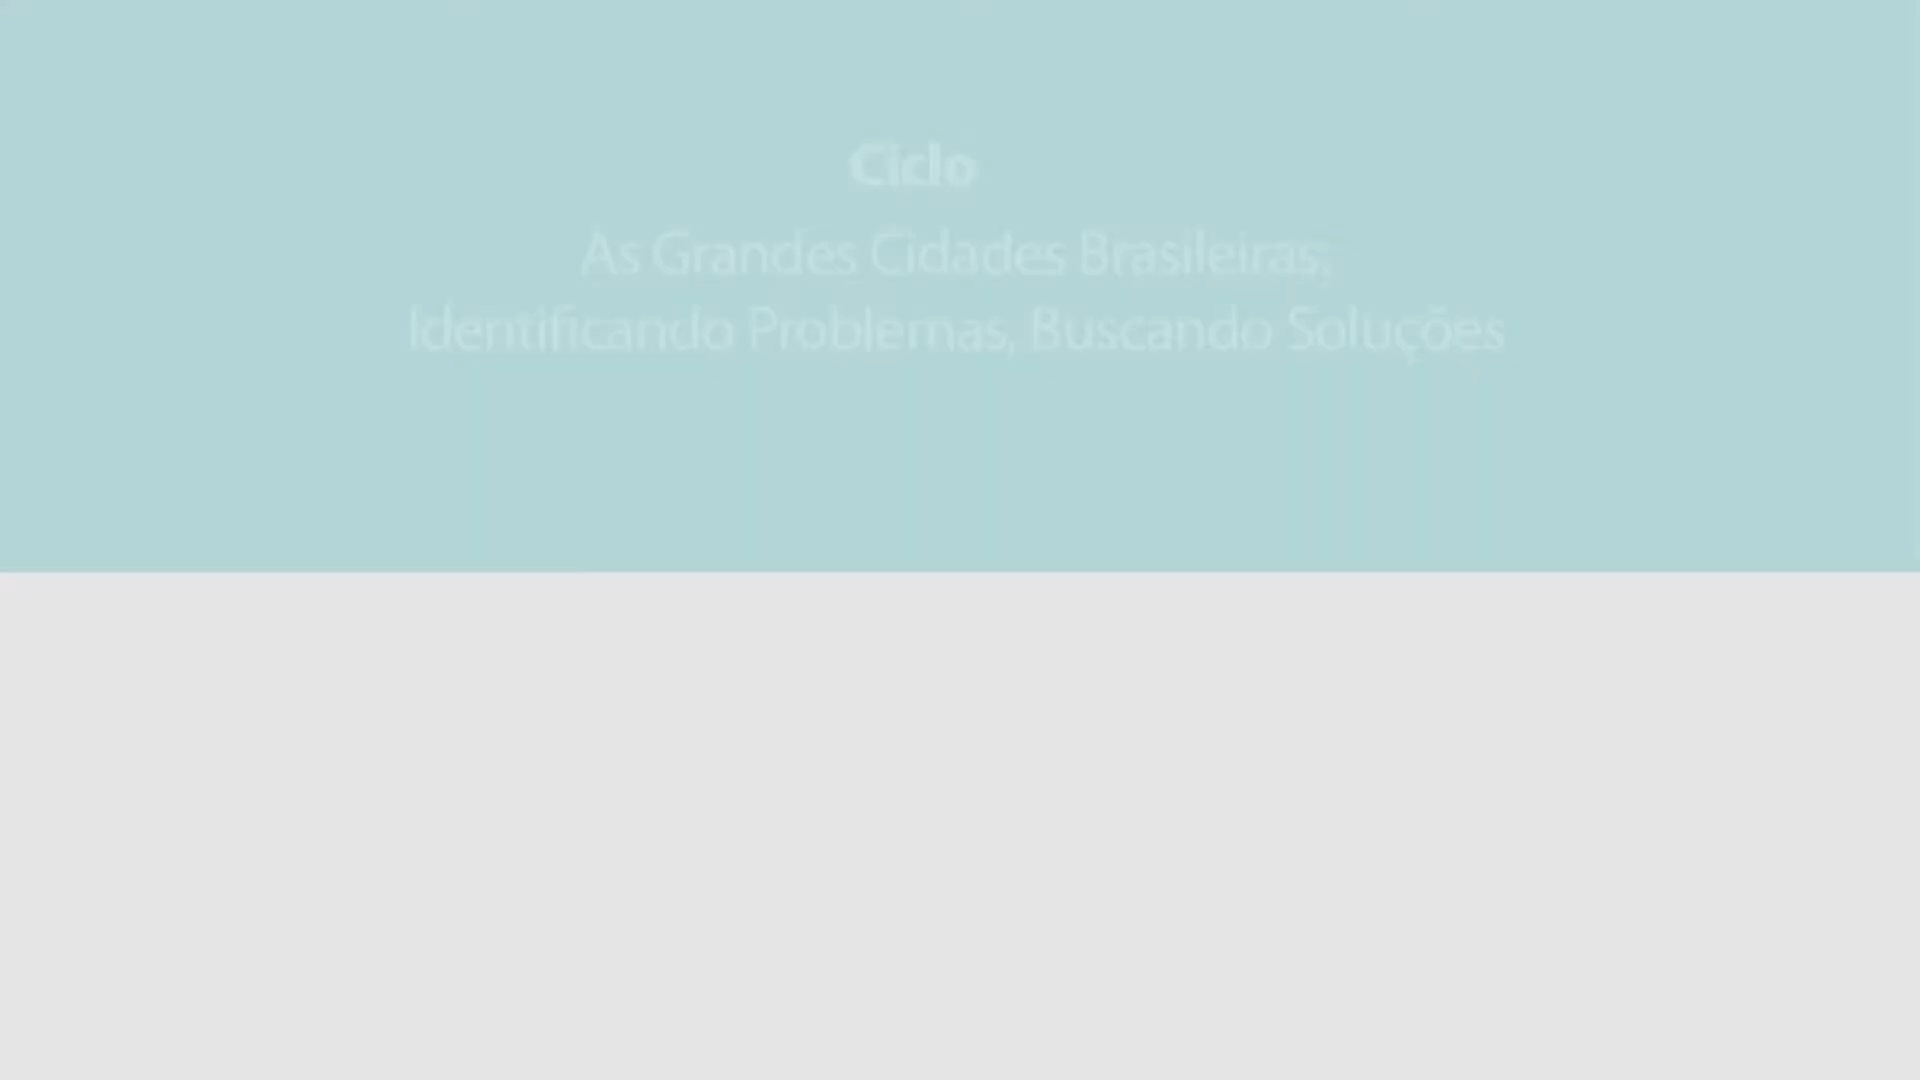 Ciclo
As Grandes Cidades Brasileiras,
Identificando Problemas, Buscando Soluções